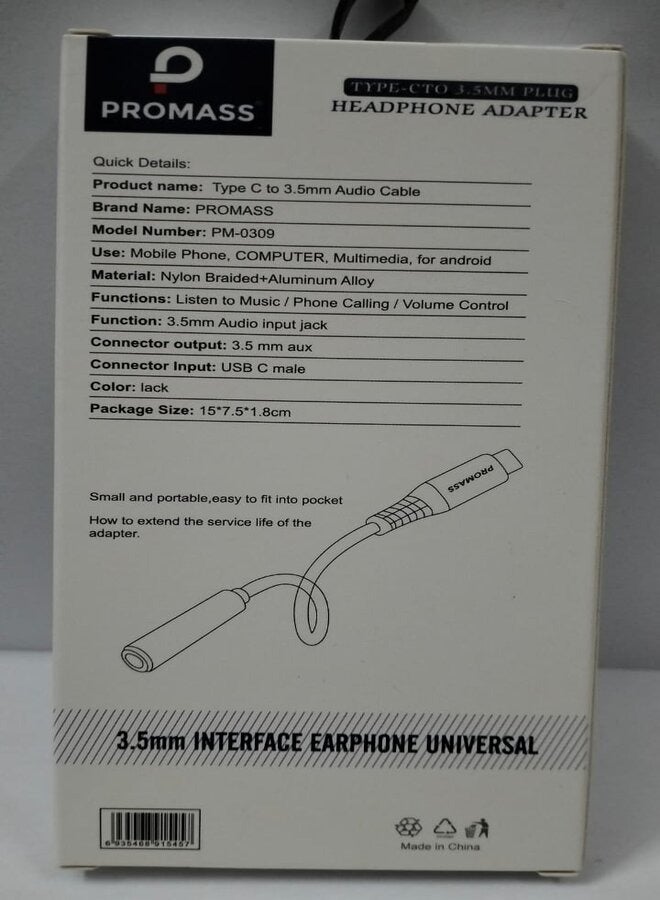 PROMASS
TYPE-CTO 3.5MM PLUG
HEADPHONE ADAPTER
Quick Details:
Product name: Type C to 3.5mm Audio Cable
Brand Name: PROMASS
Model Number: PM-0309
Use: Mobile Phone, COMPUTER, Multimedia, for android
Material: Nylon Braided+Aluminum Alloy
Functions: Listen to Music / Phone Calling / Volume Control
Function: 3.5mm Audio input jack
Connector output: 3.5 mm aux
Connector Input: USB C male
Color: lack
Package Size: 15*7.5*1.8cm
PROMASS
Small and portable,easy to fit into pocket
How to extend the service life of the
adapter.
3.5mm INTERFACE EARPHONE UNIVERSAL
6 935468 915457
Made in China